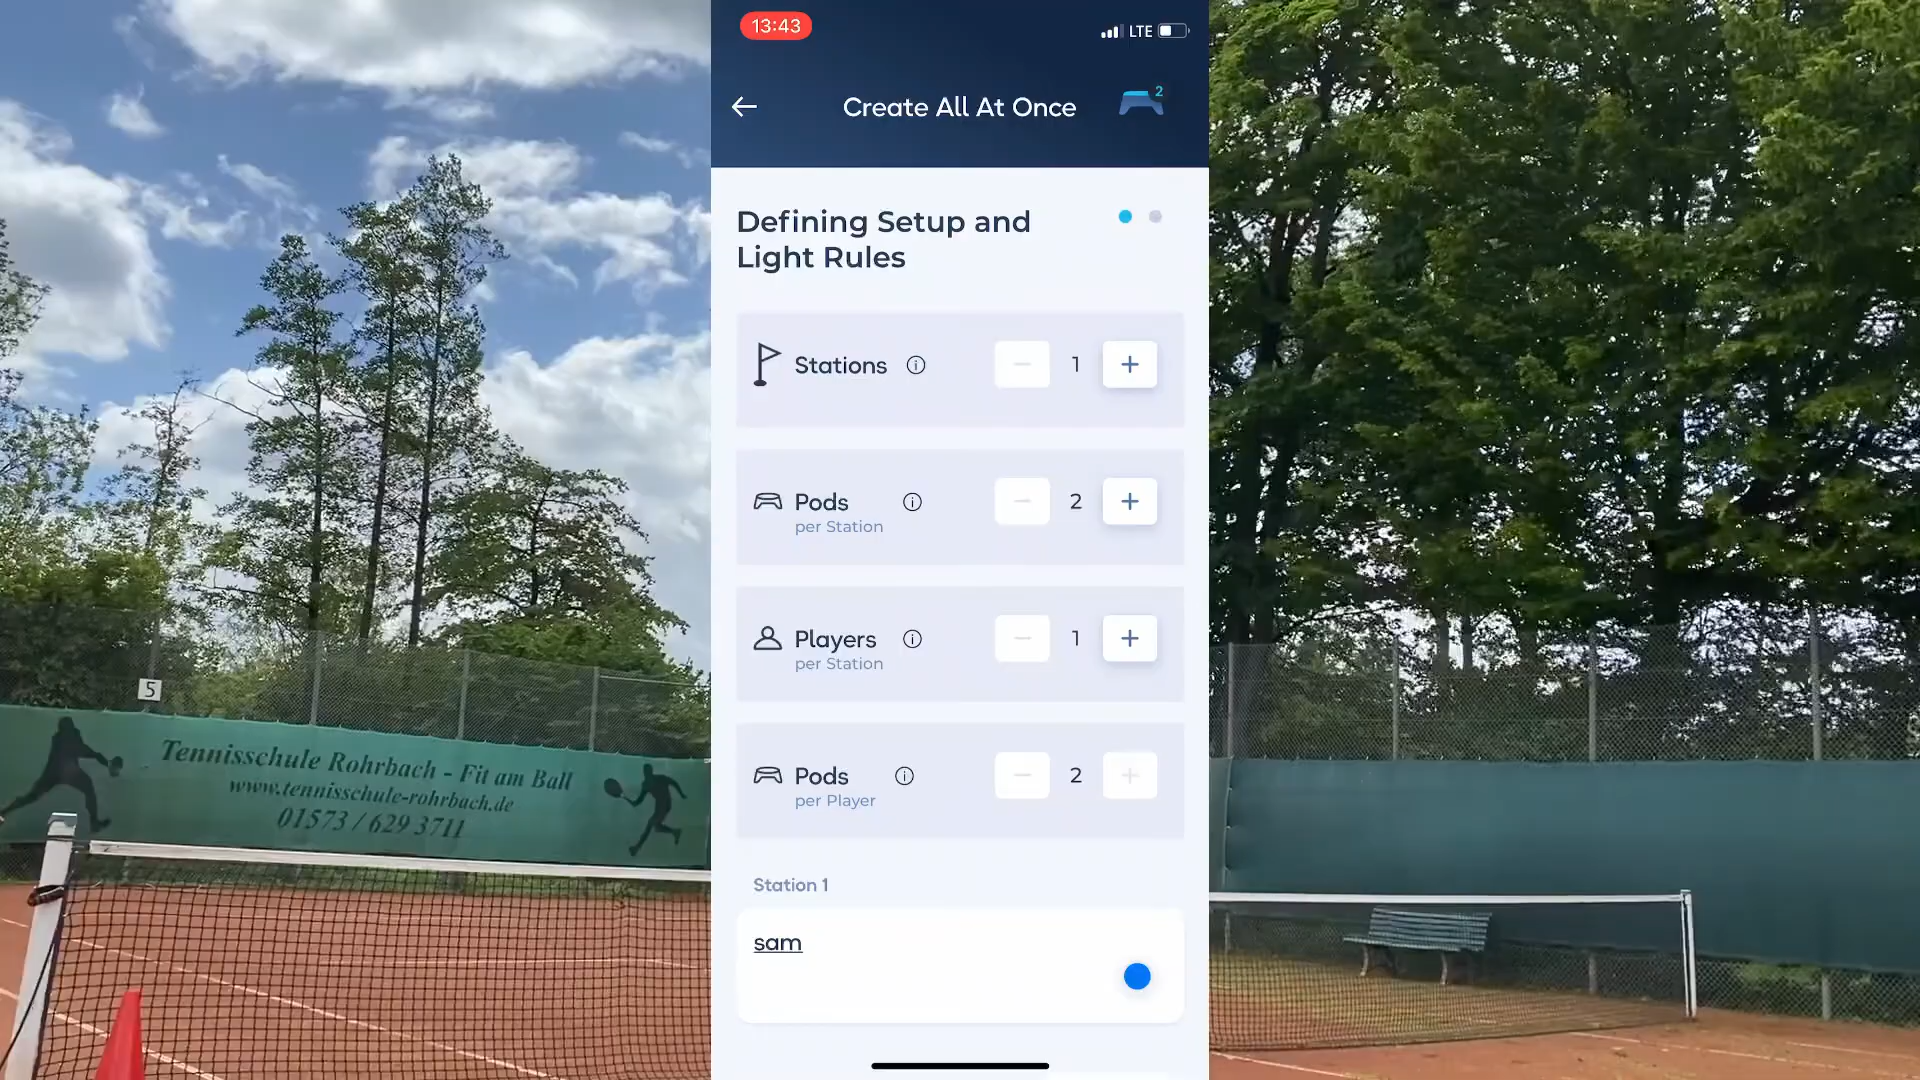 13:43
LTE
Create All At Once
2
Defining Setup and
Light Rules
Stations
1
Pods
per Station
2
Players
per Station
1
Pods
per Player
2
Station 1
sam
5
Tennisschule Rohrbach - Fit am Ball
www.tennisschule-rohrbach.de
01573 / 629 3711